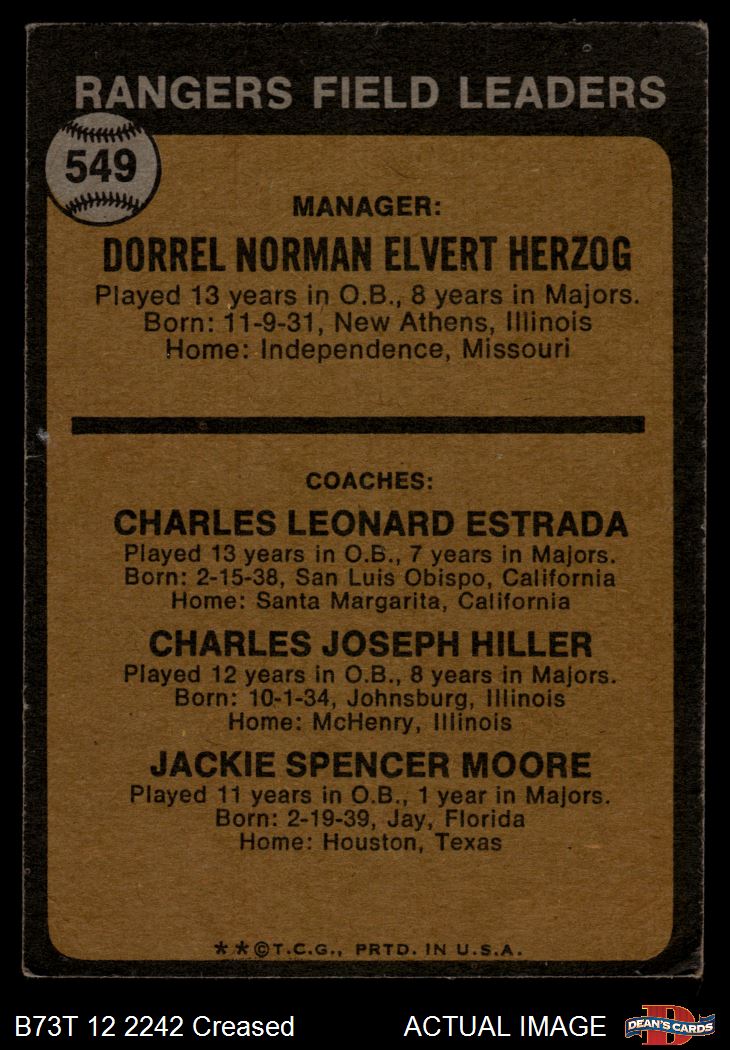 RANGERS FIELD LEADERS
549
MANAGER:
DORREL NORMAN ELVERT HERZOG
Played 13 years in O.B., 8 years in Majors.
Born: 11-9-31, New Athens, Illinois
Home: Independence, Missouri
COACHES:
CHARLES LEONARD ESTRADA
Played 13 years in O.B., 7 years in Majors.
Born: 2-15-38, San Luis Obispo, California
Home: Santa Margarita, California
CHARLES JOSEPH HILLER
Played 12 years in O.B., 8 years in Majors.
Born: 10-1-34, Johnsburg, Illinois
Home: McHenry, Illinois
JACKIE SPENCER MOORE
Played 11 years in O.B., 1 year in Majors.
Born: 2-19-39, Jay, Florida
Home: Houston, Texas
**©T.C.G., PRTD. IN U.S.A.
B73T 12 2242 Creased ACTUAL IMAGE
D
DEAN'S CARDS